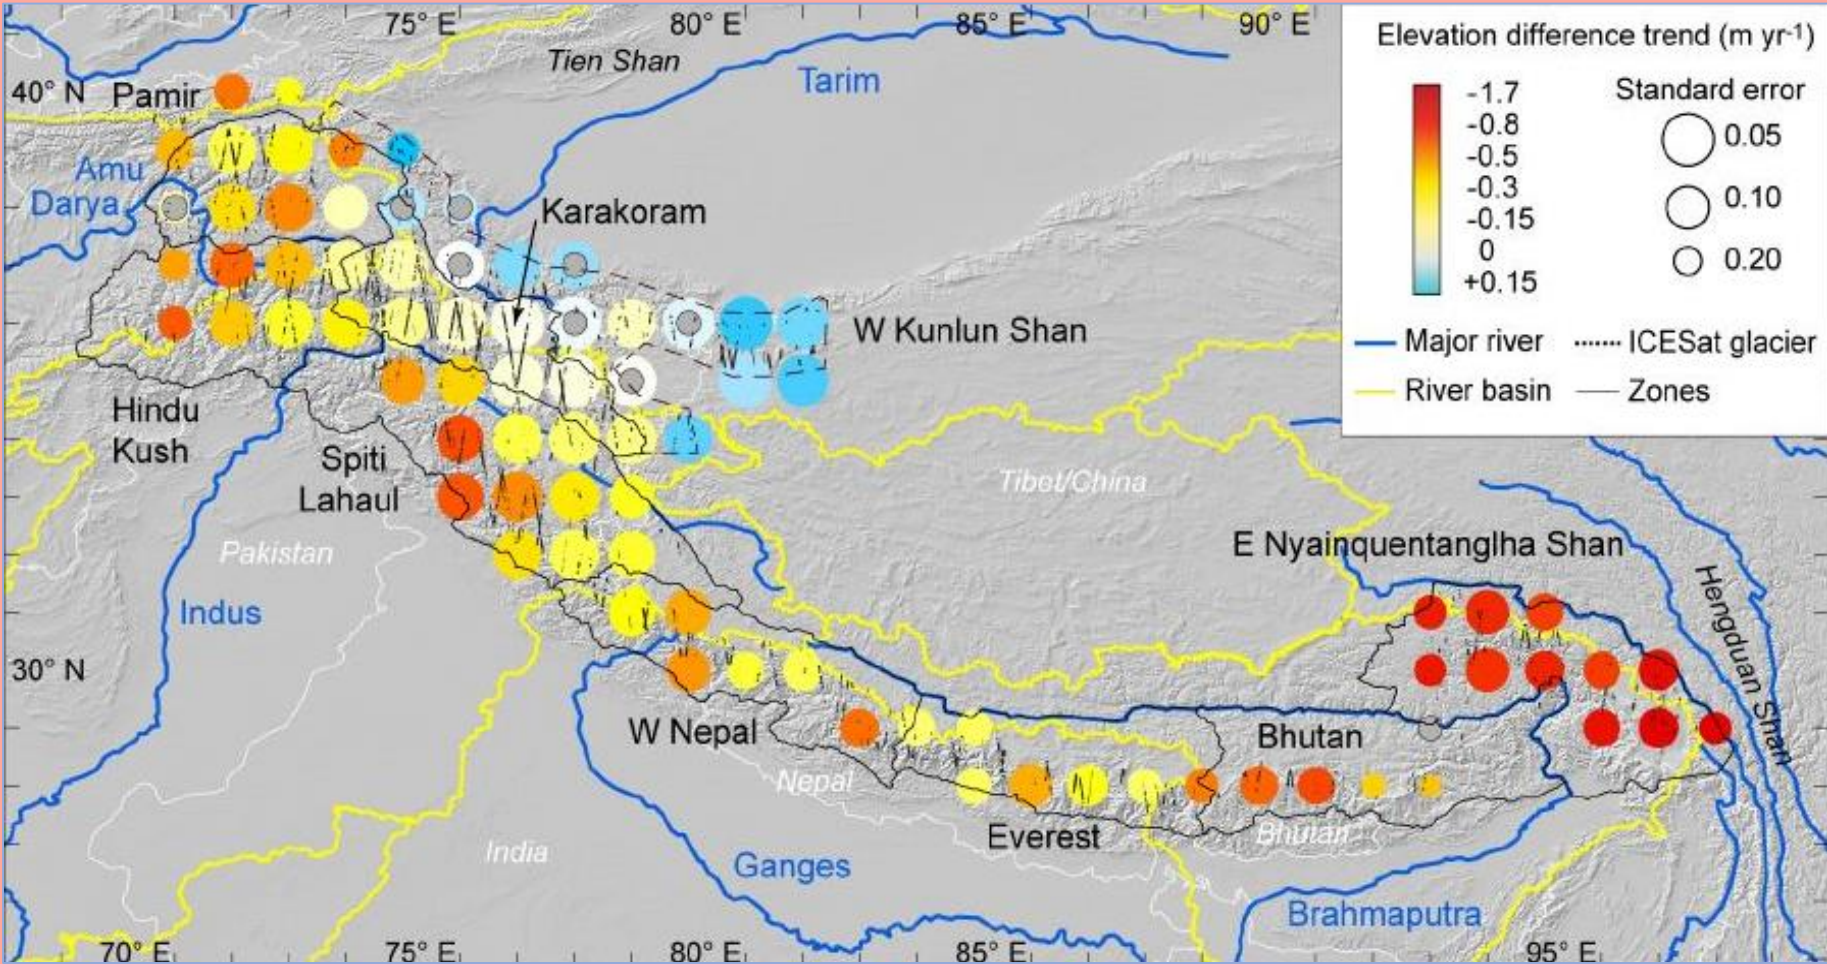 75° E
80° E
85° E
90° E
40° N
Pamir
Tien Shan
Tarim
Amu
Darya
Karakoram
W Kunlun Shan
Hindu
Kush
Spiti
Lahaul
Tibet/China
Pakistan
E Nyainquentanglha Shan
Hengduan Shan
Indus
30° N
W Nepal
Nepal
Bhutan
Everest
Bhutan
India
Ganges
Brahmaputra
70° E
75° E
80° E
85° E
95° E
Elevation difference trend (m yr-1)
-1.7
-0.8
-0.5
-0.3
-0.15
0
+0.15
Standard error
0.05
0.10
0.20
Major river
ICESat glacier
River basin
Zones